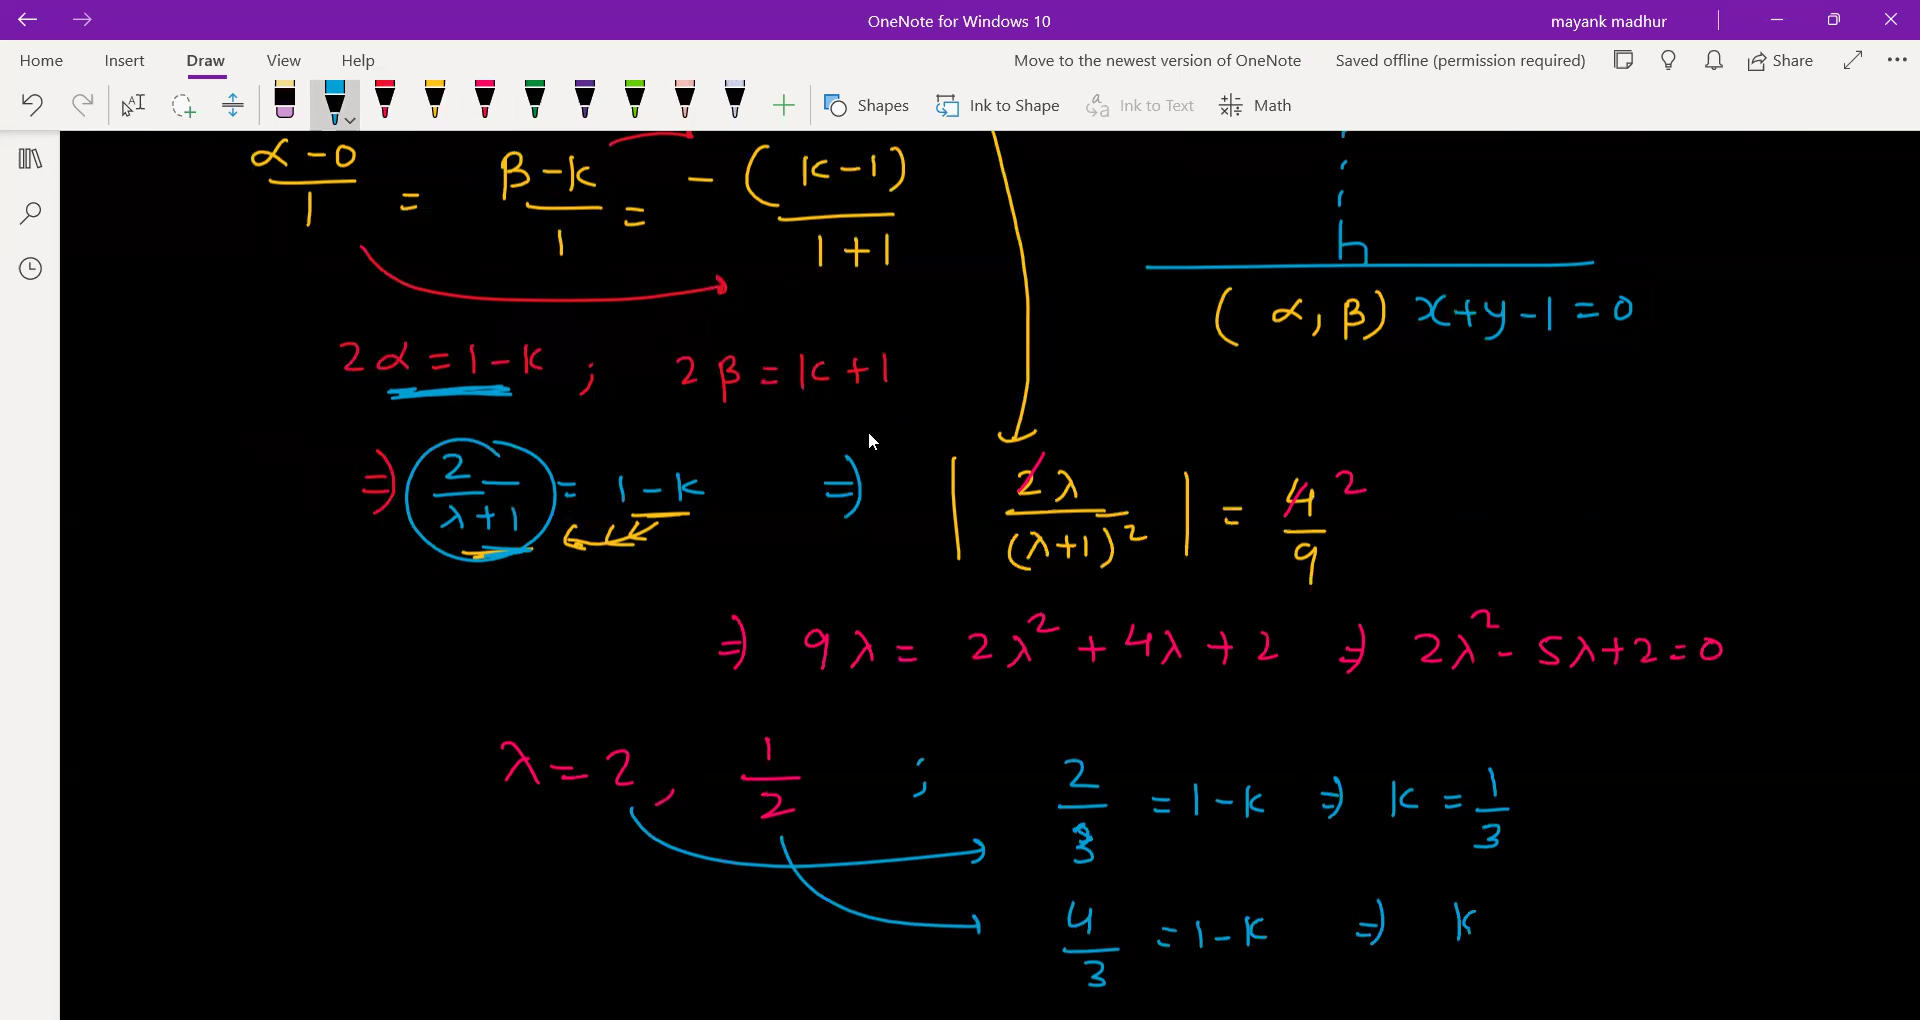 OneNote for Windows 10
mayank madhur
Home Insert Draw View Help
Move to the newest version of OneNote Saved offline (permission required) Share
Shapes Ink to Shape Ink to Text Math
(α-0)/1 = (β-k)/1 = -(k-1)/(1+1)
h
(α, β) x+y-1=0
2α=1-k ; 2β=k+1
⇒ 2/(λ+1) = 1-k ⇒ |2λ/(λ+1)²| = 4/9 2
⇒ 9λ = 2λ² + 4λ + 2 ⇒ 2λ² - 5λ+2=0
λ=2, 1/2 ; 2/3 = 1-k ⇒ k = 1/3
4/3 = 1-k ⇒ k